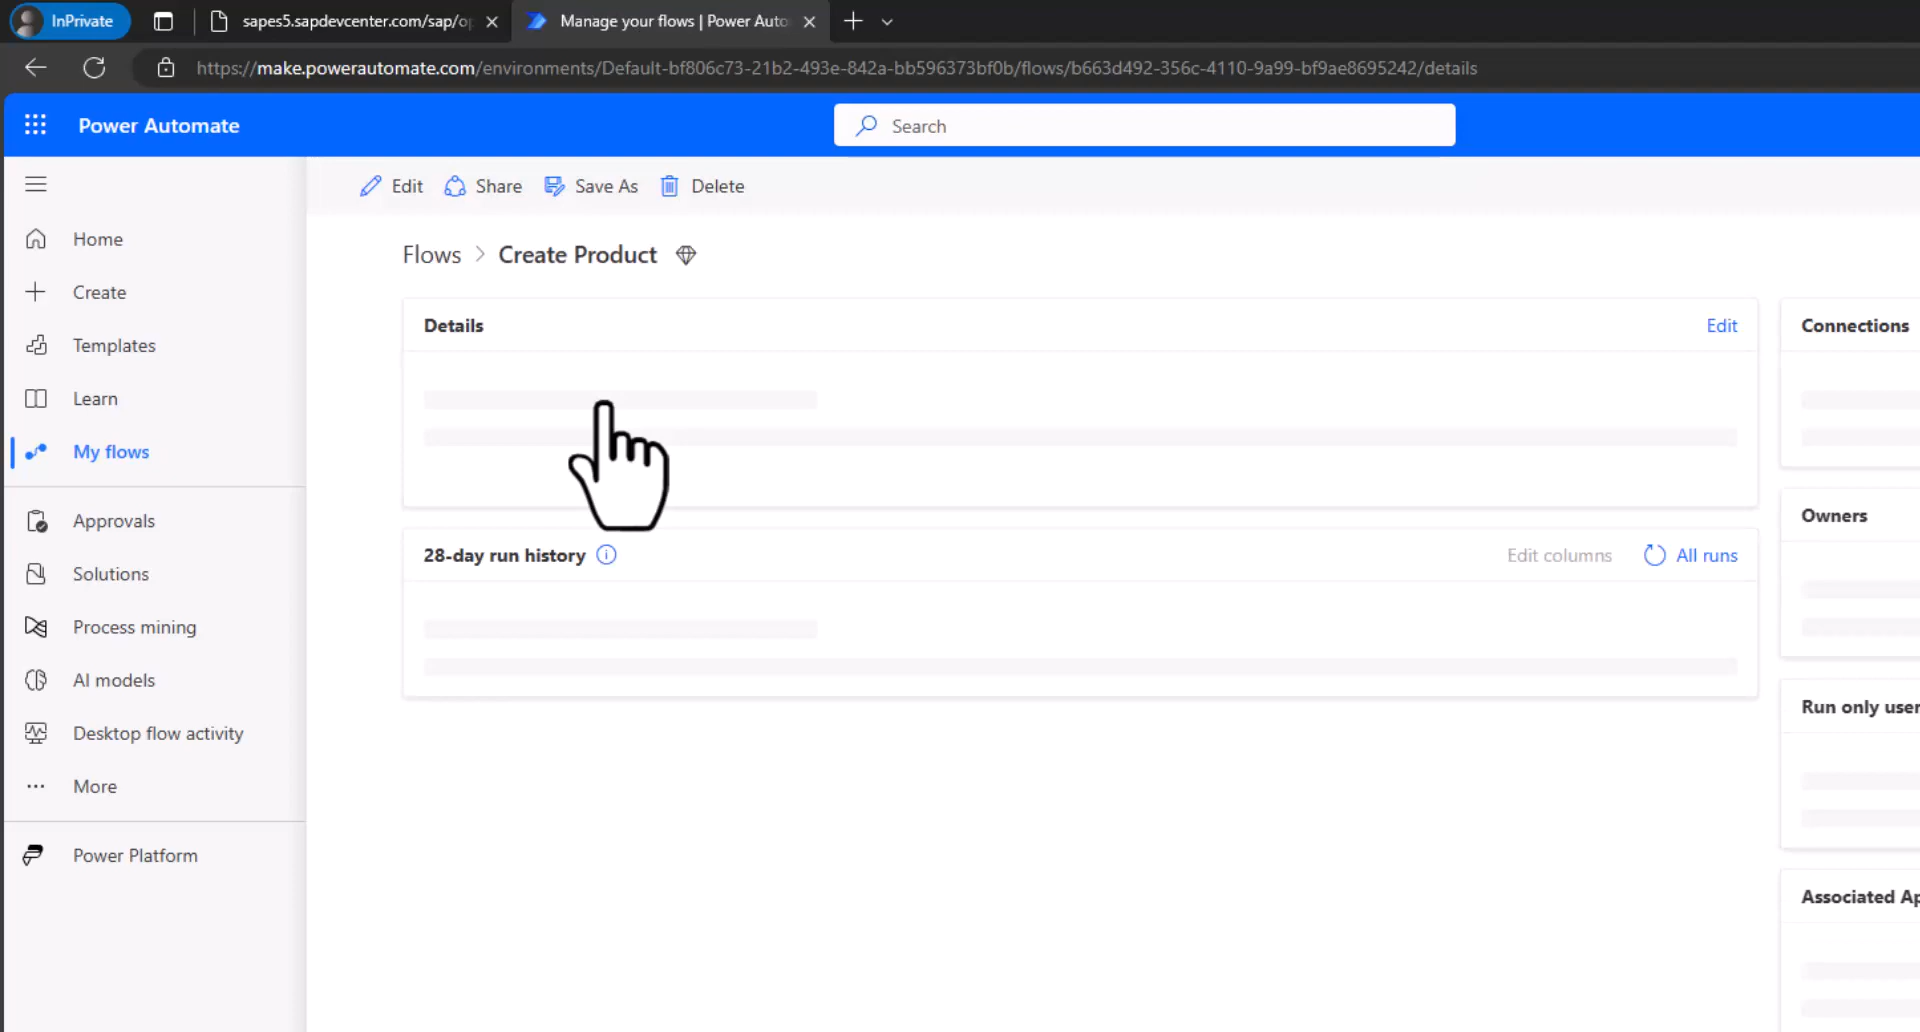 InPrivate
sapes5.sapdevcenter.com/sap/op
Manage your flows | Power Auto
https://make.powerautomate.com/environments/Default-bf806c73-21b2-493e-842a-bb596373bf0b/flows/b663d492-356c-4110-9a99-bf9ae8695242/details
Power Automate
Search
Edit
Share
Save As
Delete
Home
Create
Templates
Learn
My flows
Approvals
Solutions
Process mining
AI models
Desktop flow activity
More
Power Platform
Flows > Create Product
Details
Edit
28-day run history
Edit columns
All runs
Connections
Owners
Run only user
Associated Ap